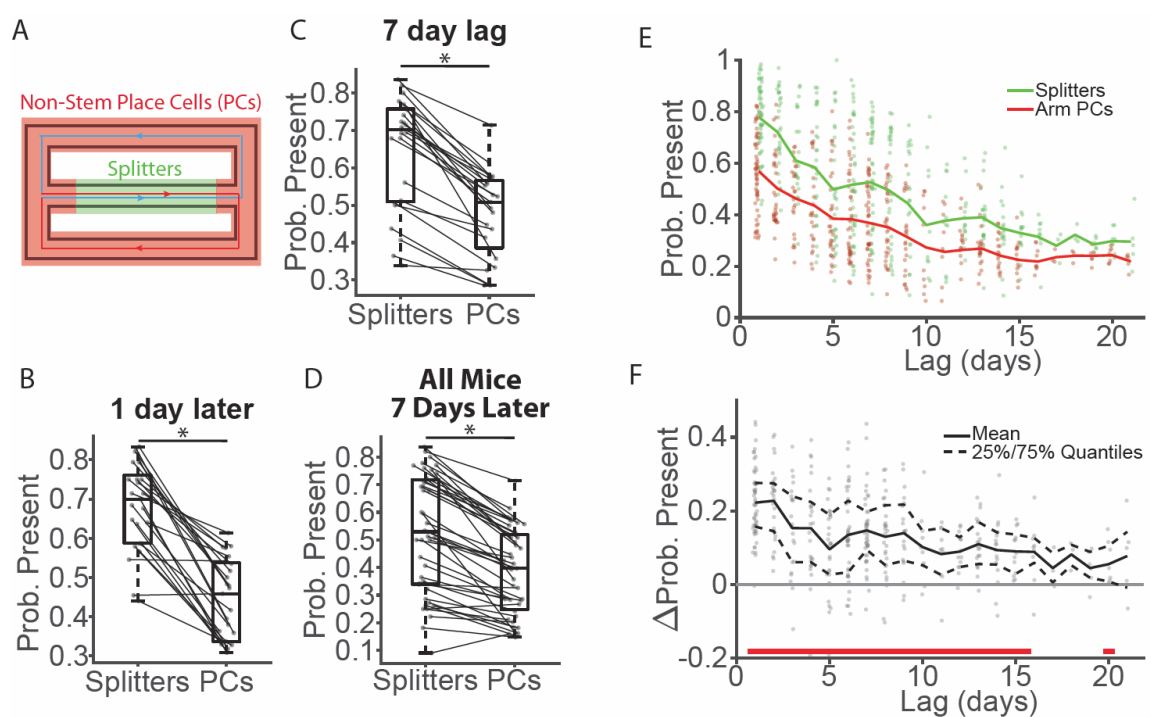 A
Non-Stem Place Cells (PCs)
Splitters
C
7 day lag
*
Prob. Present
0.8
0.7
0.6
0.5
0.4
0.3
Splitters PCs
E
Prob. Present
1
0.8
0.6
0.4
0.2
0
Splitters
Arm PCs
0 5 10 15 20
Lag (days)
B
1 day later
*
Prob. Present
0.8
0.7
0.6
0.5
0.4
0.3
Splitters PCs
D
All Mice
7 Days Later
*
Prob. Present
0.8
0.7
0.6
0.5
0.4
0.3
0.2
0.1
Splitters PCs
F
ΔProb. Present
0.4
0.2
0
-0.2
Mean
25%/75% Quantiles
0 5 10 15 20
Lag (days)